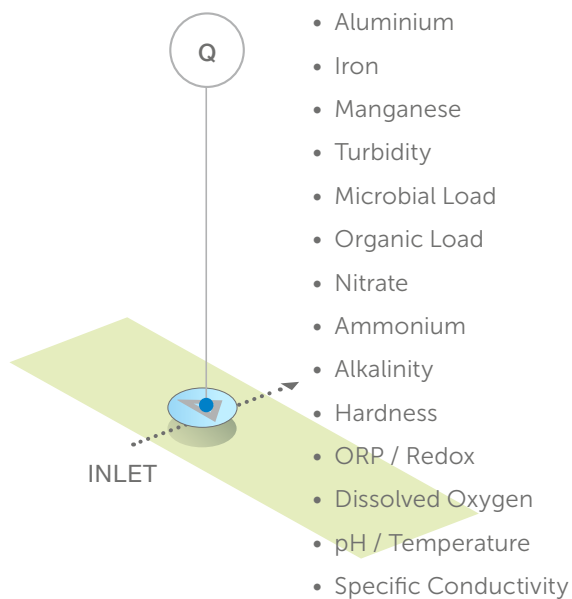 Q
• Aluminium
• Iron
• Manganese
• Turbidity
• Microbial Load
• Organic Load
• Nitrate
• Ammonium
• Alkalinity
• Hardness
• ORP / Redox
• Dissolved Oxygen
• pH / Temperature
• Specific Conductivity
INLET